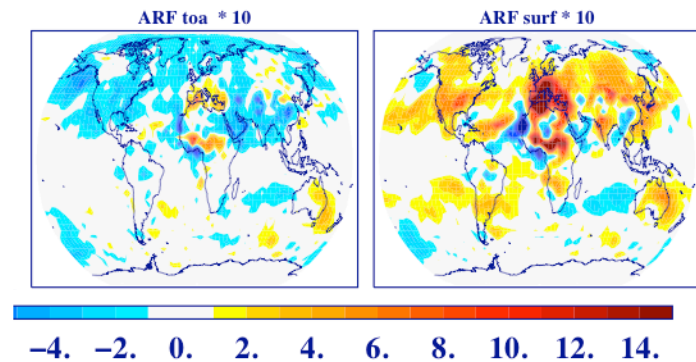 ARF toa * 10
ARF surf * 10
−4. −2. 0. 2. 4. 6. 8. 10. 12. 14.